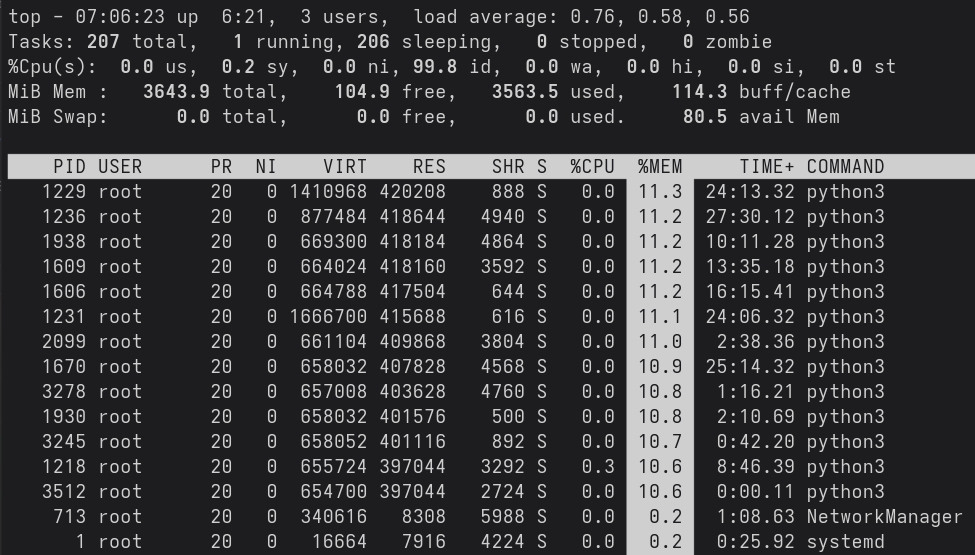 top - 07:06:23 up  6:21,  3 users,  load average: 0.76, 0.58, 0.56
Tasks: 207 total,   1 running, 206 sleeping,   0 stopped,   0 zombie
%Cpu(s):  0.0 us,  0.2 sy,  0.0 ni, 99.8 id,  0.0 wa,  0.0 hi,  0.0 si,  0.0 st
MiB Mem :   3643.9 total,    104.9 free,   3563.5 used,    114.3 buff/cache
MiB Swap:      0.0 total,      0.0 free,      0.0 used.     80.5 avail Mem
PID USER      PR  NI    VIRT    RES    SHR S  %CPU  %MEM     TIME+ COMMAND
1229 root      20   0 1410968 420208    888 S   0.0  11.3  24:13.32 python3
1236 root      20   0  877484 418644   4940 S   0.0  11.2  27:30.12 python3
1938 root      20   0  669300 418184   4864 S   0.0  11.2  10:11.28 python3
1609 root      20   0  664024 418160   3592 S   0.0  11.2  13:35.18 python3
1606 root      20   0  664788 417504    644 S   0.0  11.2  16:15.41 python3
1231 root      20   0 1666700 415688    616 S   0.0  11.1  24:06.32 python3
2099 root      20   0  661104 409868   3804 S   0.0  11.0   2:38.36 python3
1670 root      20   0  658032 407828   4568 S   0.0  10.9  25:14.32 python3
3278 root      20   0  657008 403628   4760 S   0.0  10.8   1:16.21 python3
1930 root      20   0  658032 401576    500 S   0.0  10.8   2:10.69 python3
3245 root      20   0  658052 401116    892 S   0.0  10.7   0:42.20 python3
1218 root      20   0  655724 397044   3292 S   0.3  10.6   8:46.39 python3
3512 root      20   0  654700 397044   2724 S   0.0  10.6   0:00.11 python3
713 root      20   0  340616   8308   5988 S   0.0   0.2   1:08.63 NetworkManager
1 root      20   0   16664   7916   4224 S   0.0   0.2   0:25.92 systemd